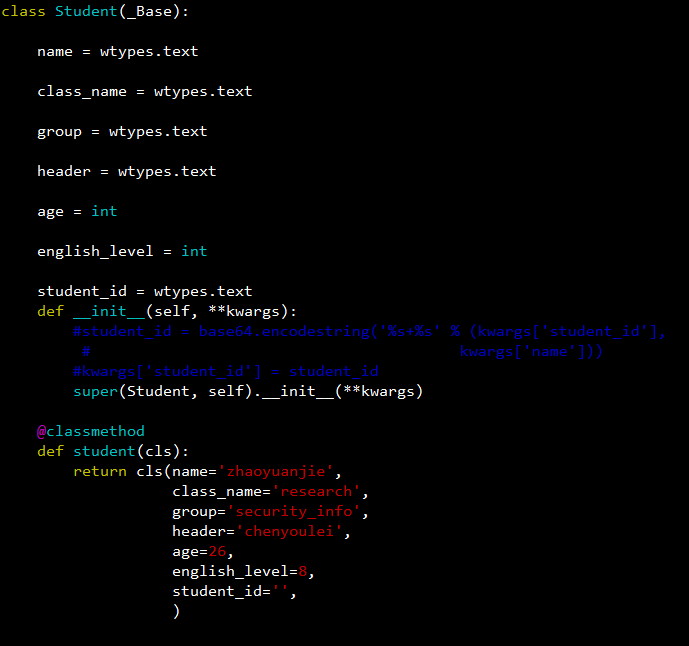 class Student(_Base):
    name = wtypes.text
    class_name = wtypes.text
    group = wtypes.text
    header = wtypes.text
    age = int
    english_level = int
    student_id = wtypes.text
    def __init__(self, **kwargs):
        #student_id = base64.encodestring('%s+%s' % (kwargs['student_id'],
         #                                         kwargs['name']))
        #kwargs['student_id'] = student_id
        super(Student, self).__init__(**kwargs)
    @classmethod
    def student(cls):
        return cls(name='zhaoyuanjie',
                   class_name='research',
                   group='security_info',
                   header='chenyoulei',
                   age=26,
                   english_level=8,
                   student_id='',
                   )